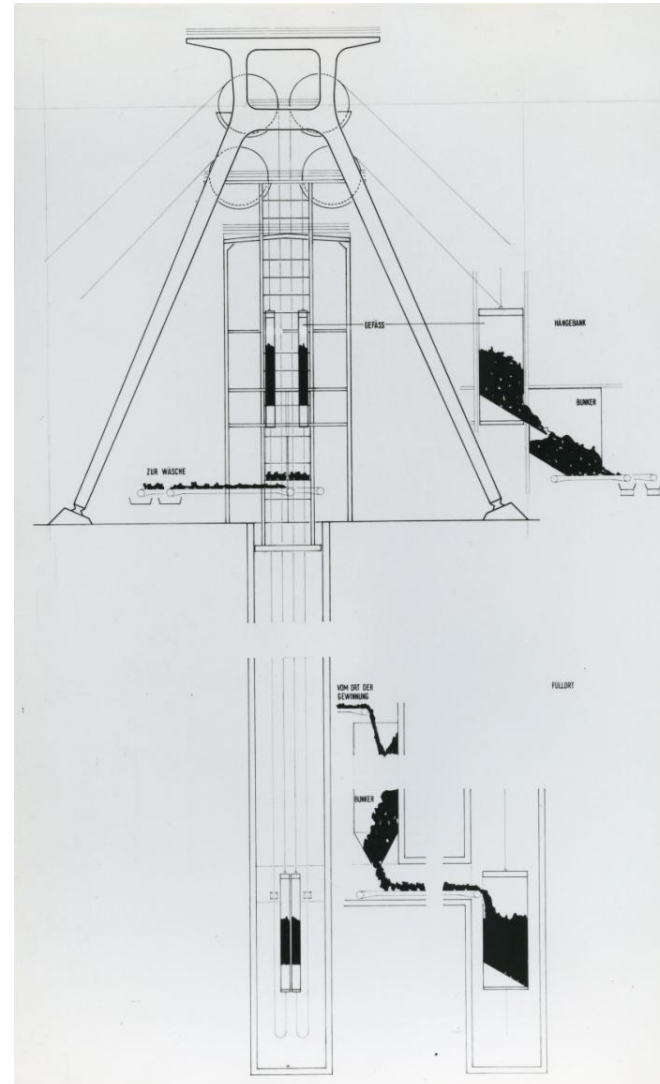 GEFÄSS
HÄNGEBANK
BUNKER
ZUR WÄSCHE
VOM ORT DER
GEWINNUNG
FÜLLORT
BUNKER